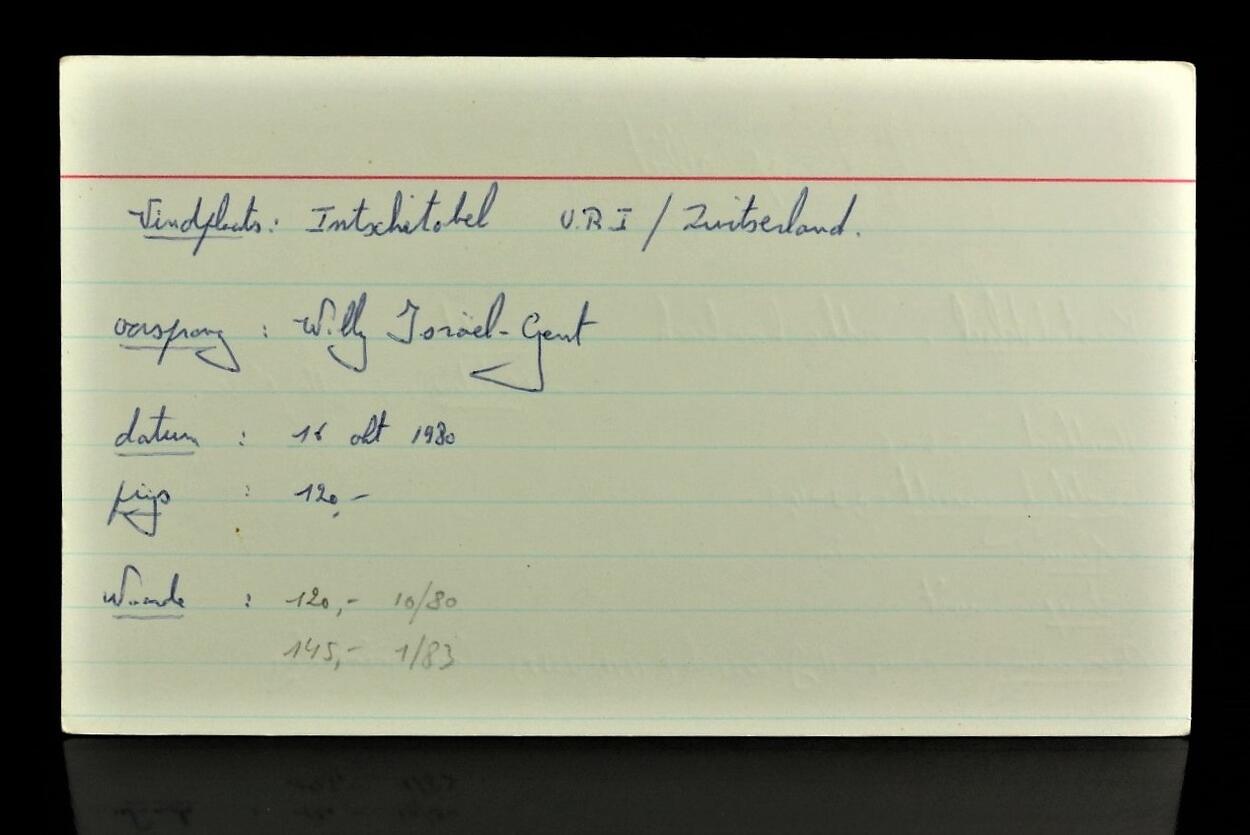 Vindplaats: Intschitobel U.R.I / Zwitserland.
oorsprong : Willy Israël - Gent
datum : 16 okt 1980
prijs : 120,-
Waarde : 120,- 10/80
145,- 1/83